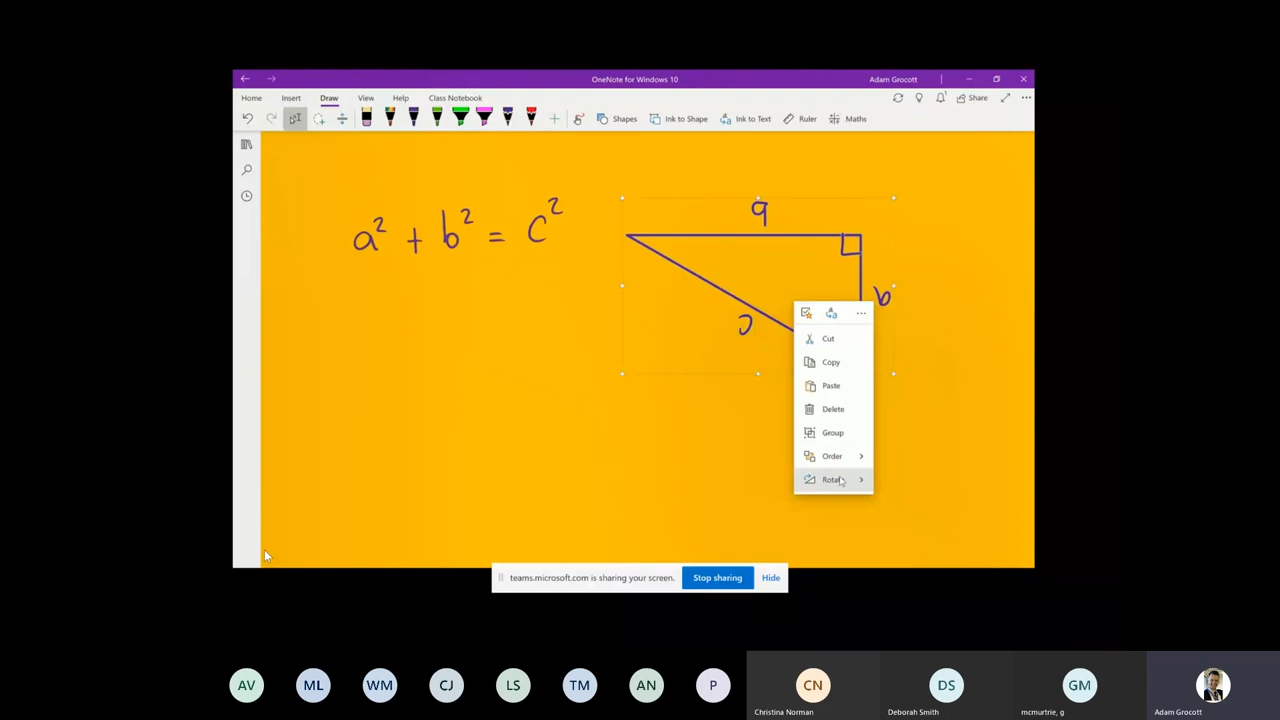 OneNote for Windows 10
Adam Grocott
Home Insert Draw View Help Class Notebook
Share
Shapes Ink to Shape Ink to Text Ruler Maths
a² + b² = c²
a
b
Cut
Copy
Paste
Delete
Group
Order
teams.microsoft.com is sharing your screen. Stop sharing Hide
AV ML WM CJ LS TM AN P CN DS GM
Christina Norman Deborah Smith mcmurtrie, g Adam Grocott